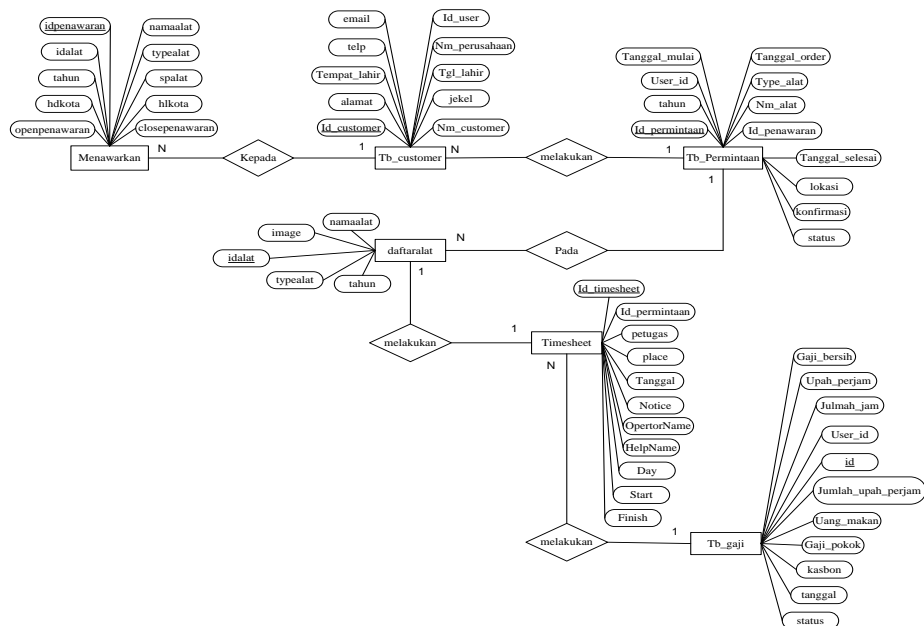 idpenawaran
namaalat
idalat
typealat
tahun
spalat
hdkota
hlkota
openpenawaran
closepenawaran
Menawarkan
N
Kepada
1
email
Id_user
telp
Nm_perusahaan
Tempat_lahir
Tgl_lahir
alamat
jekel
Id_customer
Nm_customer
Tb_customer
N
melakukan
1
Tanggal_mulai
Tanggal_order
User_id
Type_alat
tahun
Nm_alat
Id_permintaan
Id_penawaran
Tb_Permintaan
1
Tanggal_selesai
lokasi
konfirmasi
status
namaalat
image
idalat
typealat
tahun
daftaralat
N
Pada
1
melakukan
1
Timesheet
N
Id_timesheet
Id_permintaan
petugas
place
Tanggal
Notice
OpertorName
HelpName
Day
Start
Finish
melakukan
1
Tb_gaji
Gaji_bersih
Upah_perjam
Julmah_jam
User_id
id
Jumlah_upah_perjam
Uang_makan
Gaji_pokok
kasbon
tanggal
status